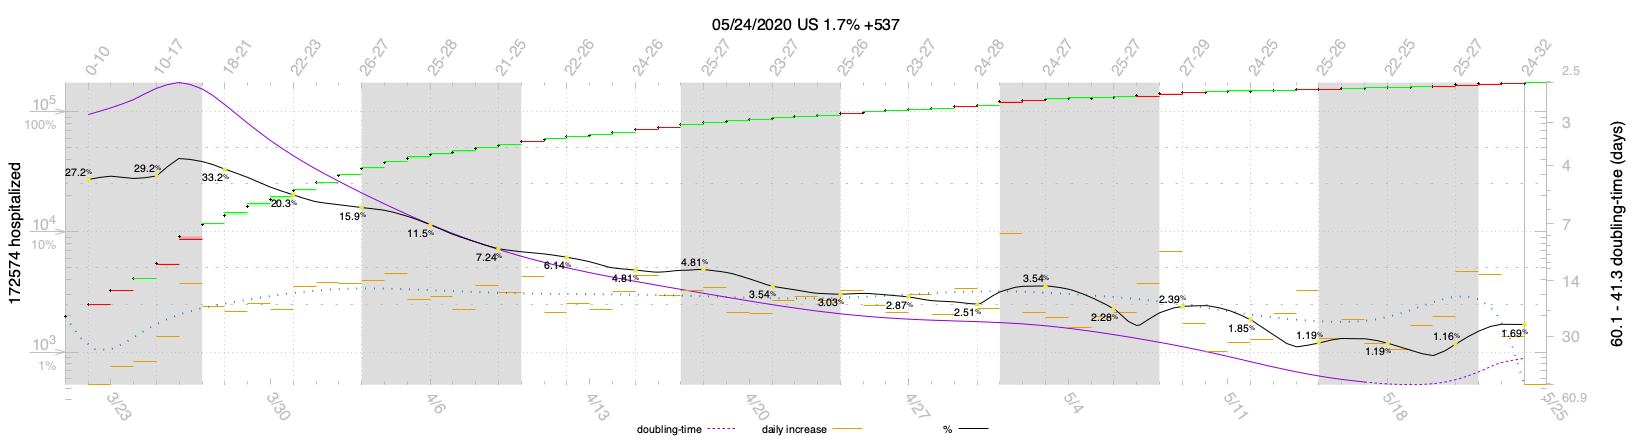 05/24/2020 US 1.7% +537
0-10 10-17 18-21 22-23 26-27 25-28 21-25 22-26 24-26 25-27 23-27 25-26 23-27 24-28 24-27 25-27 27-29 24-25 25-26 22-25 25-27 24-32
172574 hospitalized
10^5
100%
10^4
10%
10^3
1%
27.2% 29.2% 33.2% 20.3% 15.9% 11.5% 7.24% 6.14% 4.81% 4.81% 3.54% 3.03% 2.87% 2.51% 3.54% 2.28% 2.39% 1.85% 1.19% 1.19% 1.16% 1.69%
2.5
3
4
7
14
30
60.9
60.1 - 41.3 doubling-time (days)
3/23 3/30 4/6 4/13 4/20 4/27 5/4 5/11 5/18 5/25
doubling-time daily increase %